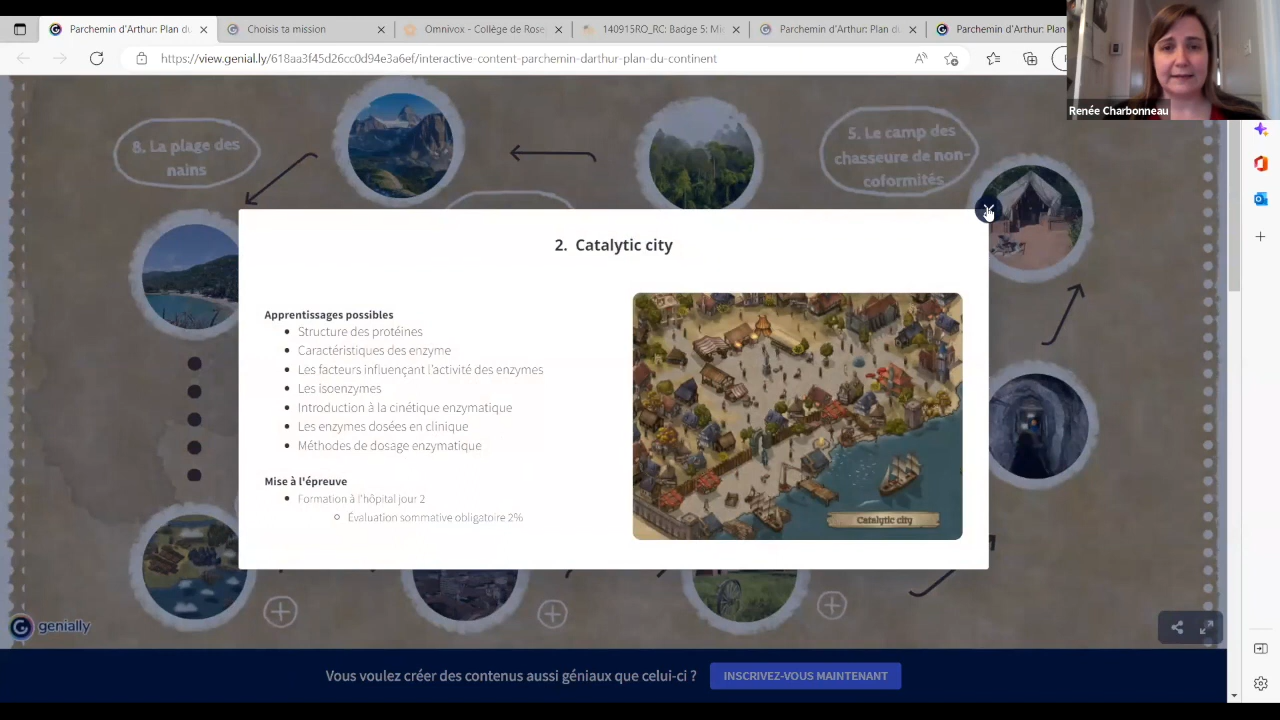 Parchemin d'Arthur: Plan du
Choisis ta mission
Omnivox - Collège de Rose
140915RO_RC: Badge 5: Mi
Parchemin d'Arthur: Plan du
Parchemin d'Arthur: Plan
https://view.genial.ly/618aa3f45d26cc0d94e3a6ef/interactive-content-parchemin-darthur-plan-du-continent
Renée Charbonneau
8. La plage des
nains
5. Le camp des
chasseure de non-
coformités
2. Catalytic city
Apprentissages possibles
Structure des protéines
Caractéristiques des enzyme
Les facteurs influençant l'activité des enzymes
Les isoenzymes
Introduction à la cinétique enzymatique
Les enzymes dosées en clinique
Méthodes de dosage enzymatique
Mise à l'épreuve
Formation à l'hôpital jour 2
Évaluation sommative obligatoire 2%
Catalytic city
genially
Vous voulez créer des contenus aussi géniaux que celui-ci ?
INSCRIVEZ-VOUS MAINTENANT